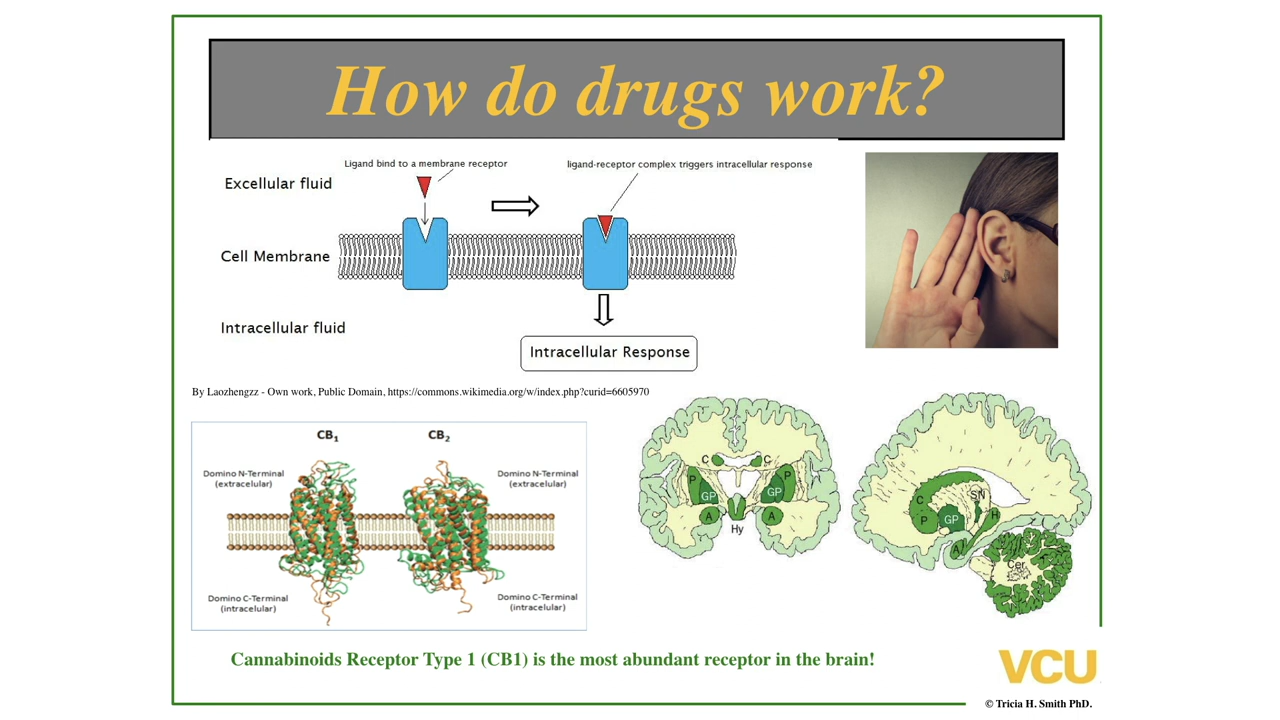 How do drugs work?
Ligand bind to a membrane receptor
ligand-receptor complex triggers intracellular response
Excellular fluid
Cell Membrane
Intracellular fluid
Intracellular Response
By Laozhengzz - Own work, Public Domain, https://commons.wikimedia.org/w/index.php?curid=6605970
CB1
CB2
Domino N-Terminal
(extracelular)
Domino N-Terminal
(extracelular)
Domino C-Terminal
(intracelular)
Domino C-Terminal
(intracelular)
C
C
P
P
GP
GP
A
A
Hy
C
SN
P
GP
H
A
Cer
Cannabinoids Receptor Type 1 (CB1) is the most abundant receptor in the brain!
VCU
© Tricia H. Smith PhD.